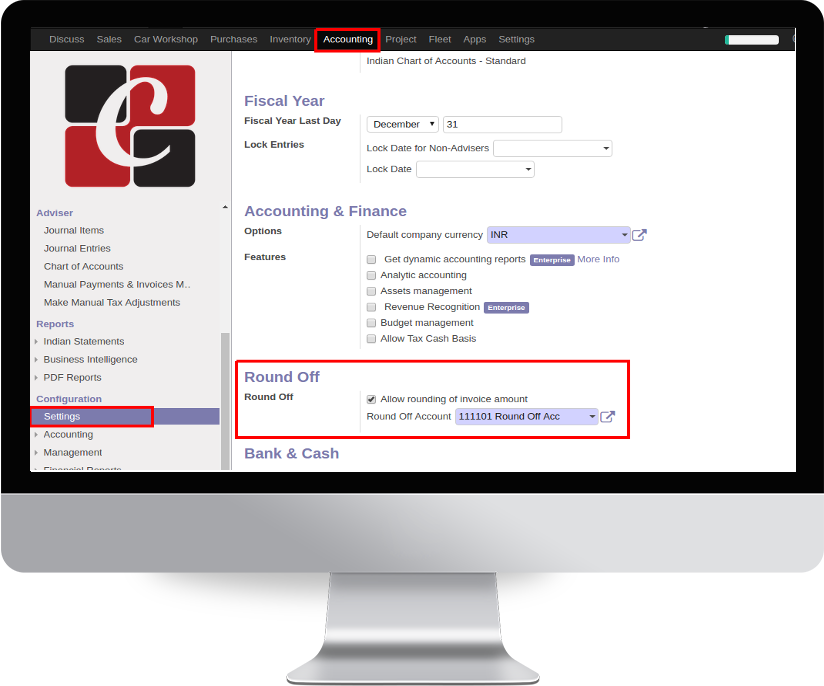 Discuss Sales Car Workshop Purchases Inventory Accounting Project Fleet Apps Settings
C
Adviser
Journal Items
Journal Entries
Chart of Accounts
Manual Payments & Invoices M..
Make Manual Tax Adjustments
Reports
Indian Statements
Business Intelligence
PDF Reports
Configuration
Settings
Accounting
Management
Financial Reports
Indian Chart of Accounts - Standard
Fiscal Year
Fiscal Year Last Day December 31
Lock Entries Lock Date for Non-Advisers
Lock Date
Accounting & Finance
Options Default company currency INR
Features Get dynamic accounting reports Enterprise More Info
Analytic accounting
Assets management
Revenue Recognition Enterprise
Budget management
Allow Tax Cash Basis
Round Off
Round Off Allow rounding of invoice amount
Round Off Account 111101 Round Off Acc
Bank & Cash